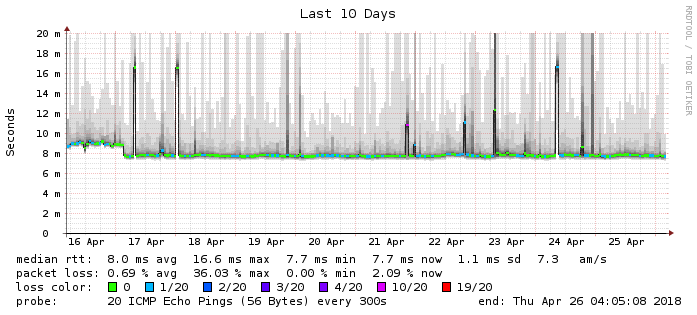 Last 10 Days
RRDTOOL / TOBI OETIKER
Seconds
20 m
18 m
16 m
14 m
12 m
10 m
8 m
6 m
4 m
2 m
0
16 Apr 17 Apr 18 Apr 19 Apr 20 Apr 21 Apr 22 Apr 23 Apr 24 Apr 25 Apr
median rtt: 8.0 ms avg 16.6 ms max 7.7 ms min 7.7 ms now 1.1 ms sd 7.3 am/s
packet loss: 0.69 % avg 36.03 % max 0.00 % min 2.09 % now
loss color: 0 1/20 2/20 3/20 4/20 10/20 19/20
probe: 20 ICMP Echo Pings (56 Bytes) every 300s end: Thu Apr 26 04:05:08 2018